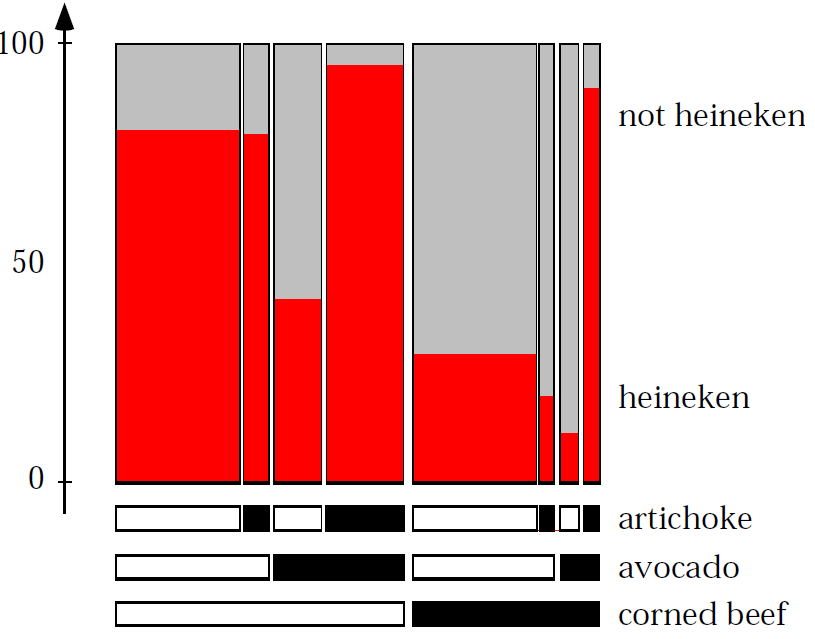 100
not heineken
50
heineken
0
artichoke
avocado
corned beef